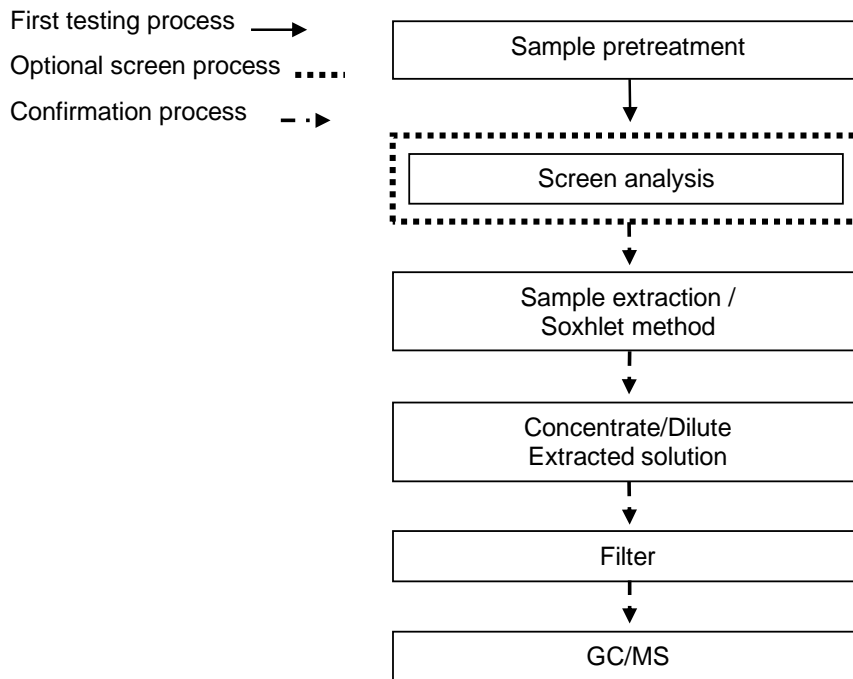 First testing process
Optional screen process
Confirmation process
Sample pretreatment
Screen analysis
Sample extraction /
Soxhlet method
Concentrate/Dilute
Extracted solution
Filter
GC/MS